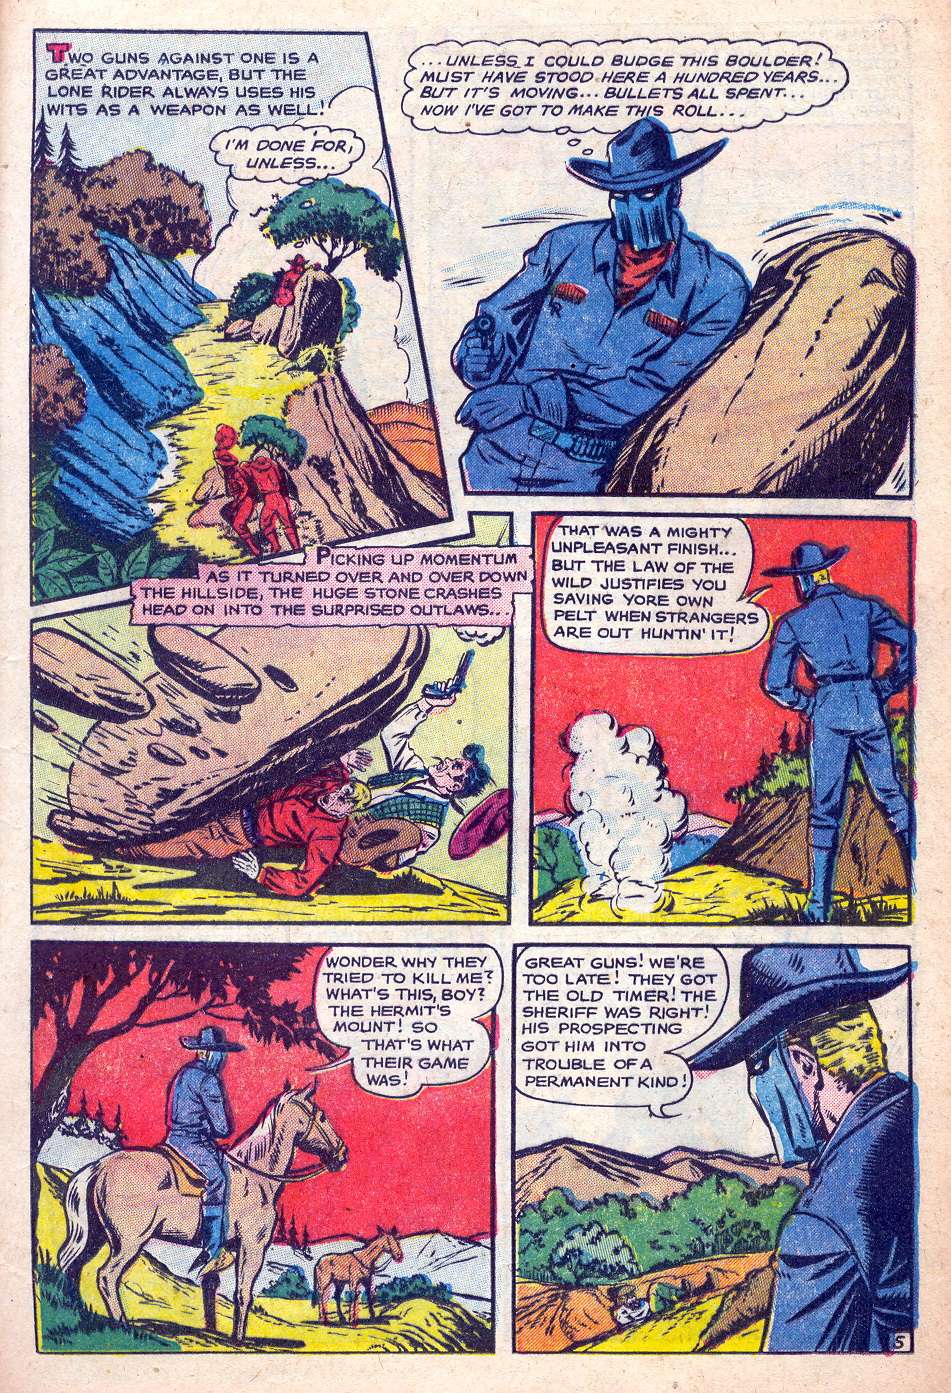 TWO GUNS AGAINST ONE IS A
GREAT ADVANTAGE, BUT THE
LONE RIDER ALWAYS USES HIS
WITS AS A WEAPON AS WELL!
I'M DONE FOR,
UNLESS...
...UNLESS I COULD BUDGE THIS BOULDER!
MUST HAVE STOOD HERE A HUNDRED YEARS...
BUT IT'S MOVING... BULLETS ALL SPENT...
NOW I'VE GOT TO MAKE THIS ROLL...
PICKING UP MOMENTUM
AS IT TURNED OVER AND OVER DOWN
THE HILLSIDE, THE HUGE STONE CRASHES
HEAD ON INTO THE SURPRISED OUTLAWS...
THAT WAS A MIGHTY
UNPLEASANT FINISH...
BUT THE LAW OF THE
WILD JUSTIFIES YOU
SAVING YORE OWN
PELT WHEN STRANGERS
ARE OUT HUNTIN' IT!
WONDER WHY THEY
TRIED TO KILL ME?
WHAT'S THIS, BOY?
THE HERMIT'S
MOUNT! SO
THAT'S WHAT
THEIR GAME
WAS!
GREAT GUNS! WE'RE
TOO LATE! THEY GOT
THE OLD TIMER! THE
SHERIFF WAS RIGHT!
HIS PROSPECTING
GOT HIM INTO
TROUBLE OF A
PERMANENT KIND!
5